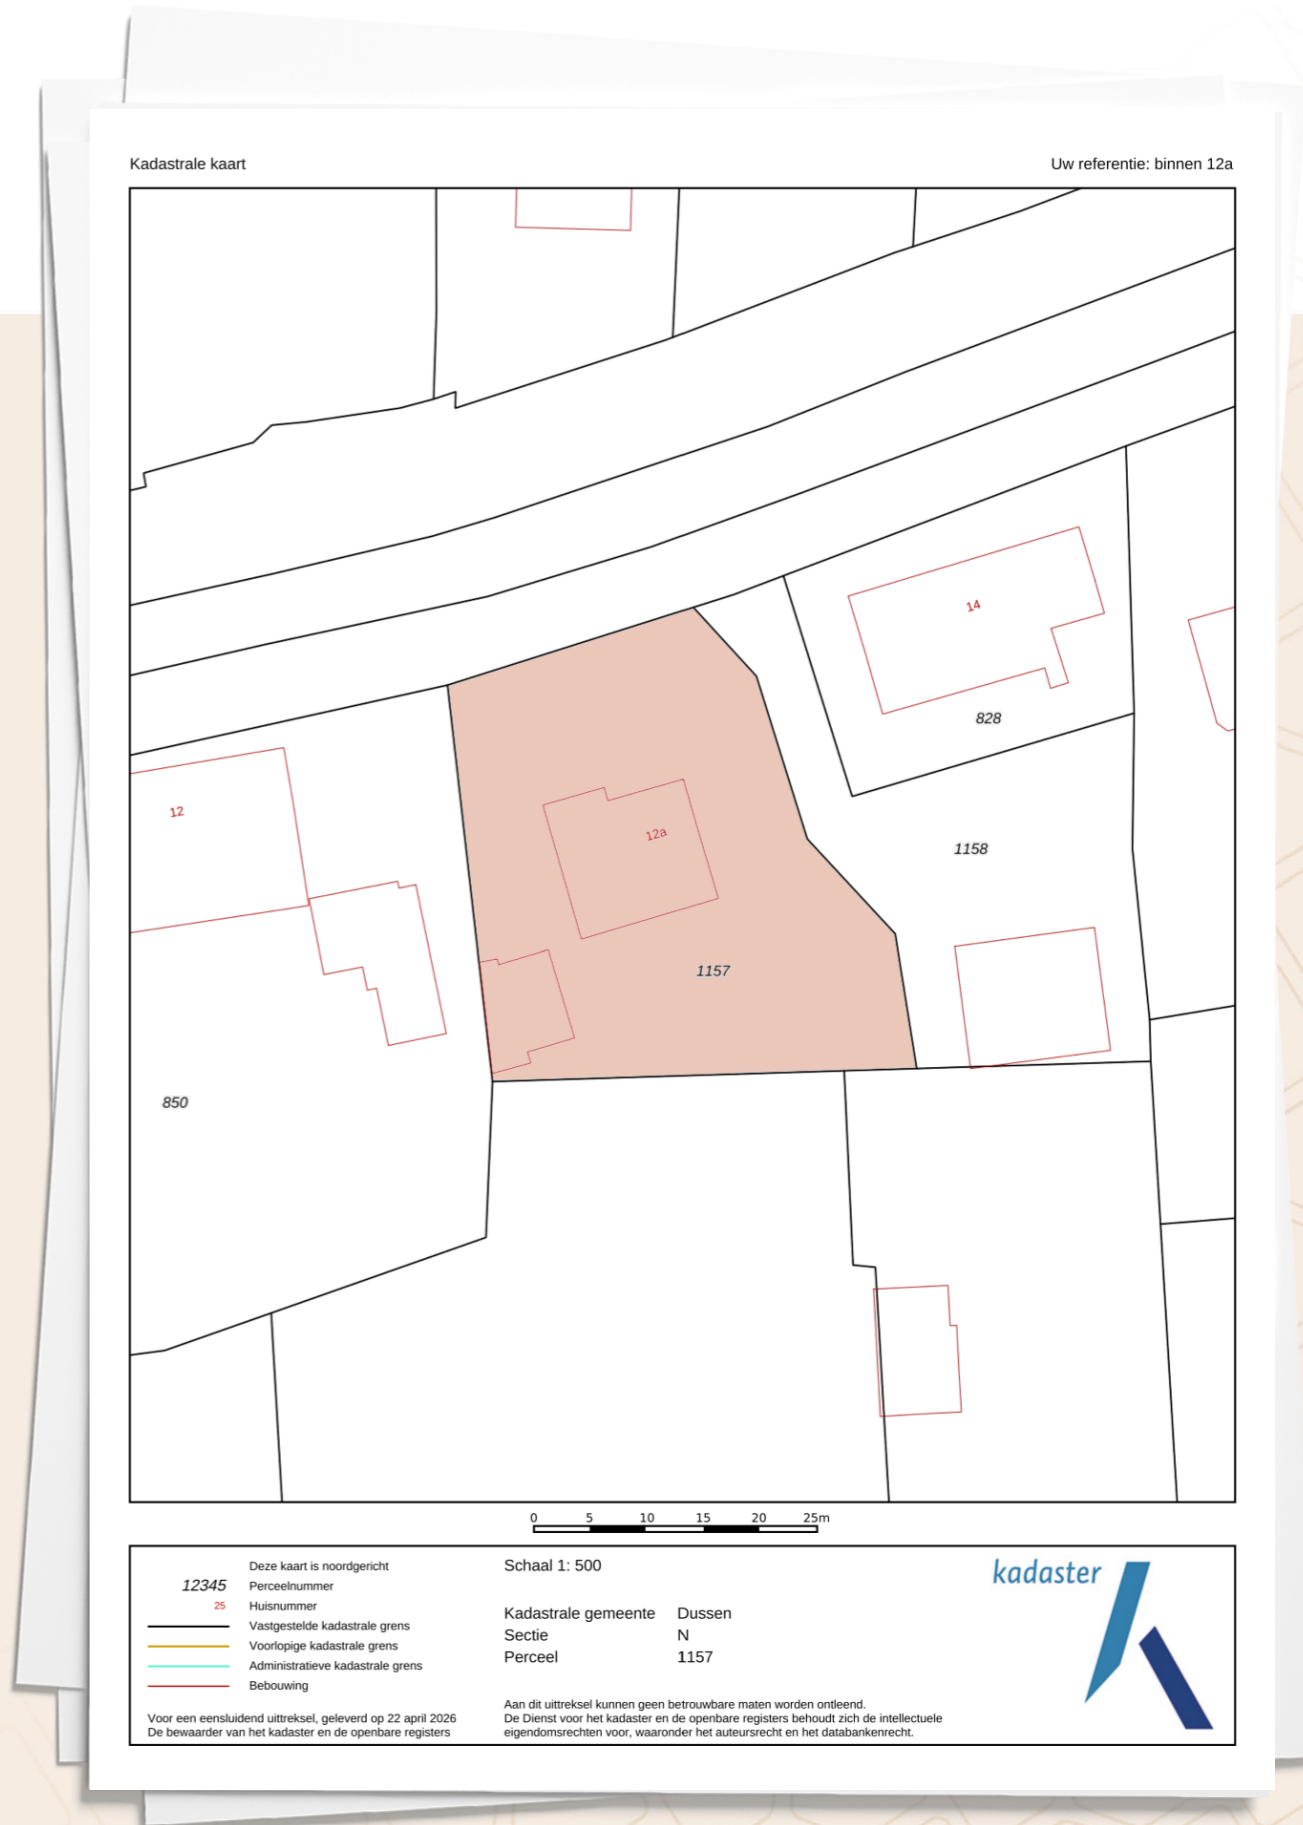 Kadastrale kaart
Uw referentie: binnen 12a
14
828
12
12a
1158
1157
850
0 5 10 15 20 25m
Deze kaart is noordgericht
12345 Perceelnummer
25 Huisnummer
Vastgestelde kadastrale grens
Voorlopige kadastrale grens
Administratieve kadastrale grens
Bebouwing
Voor een eensluidend uittreksel, geleverd op 22 april 2026
De bewaarder van het kadaster en de openbare registers
Schaal 1: 500
Kadastrale gemeente Dussen
Sectie N
Perceel 1157
Aan dit uittreksel kunnen geen betrouwbare maten worden ontleend.
De Dienst voor het kadaster en de openbare registers behoudt zich de intellectuele
eigendomsrechten voor, waaronder het auteursrecht en het databankenrecht.
kadaster